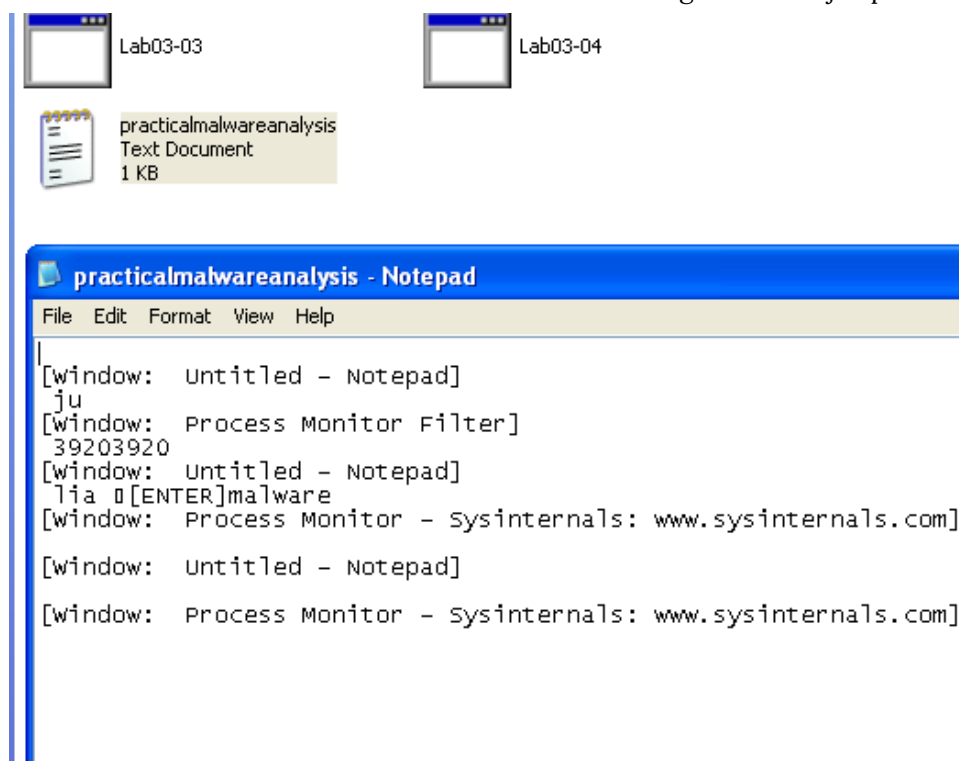 Lab03-03
Lab03-04
practicalmalwareanalysis
Text Document
1 KB
practicalmalwareanalysis - Notepad
File Edit Format View Help
[Window: Untitled - Notepad]
ju
[Window: Process Monitor Filter]
39203920
[Window: Untitled - Notepad]
lia ▯[ENTER]malware
[Window: Process Monitor - Sysinternals: www.sysinternals.com]
[Window: Untitled - Notepad]
[Window: Process Monitor - Sysinternals: www.sysinternals.com]